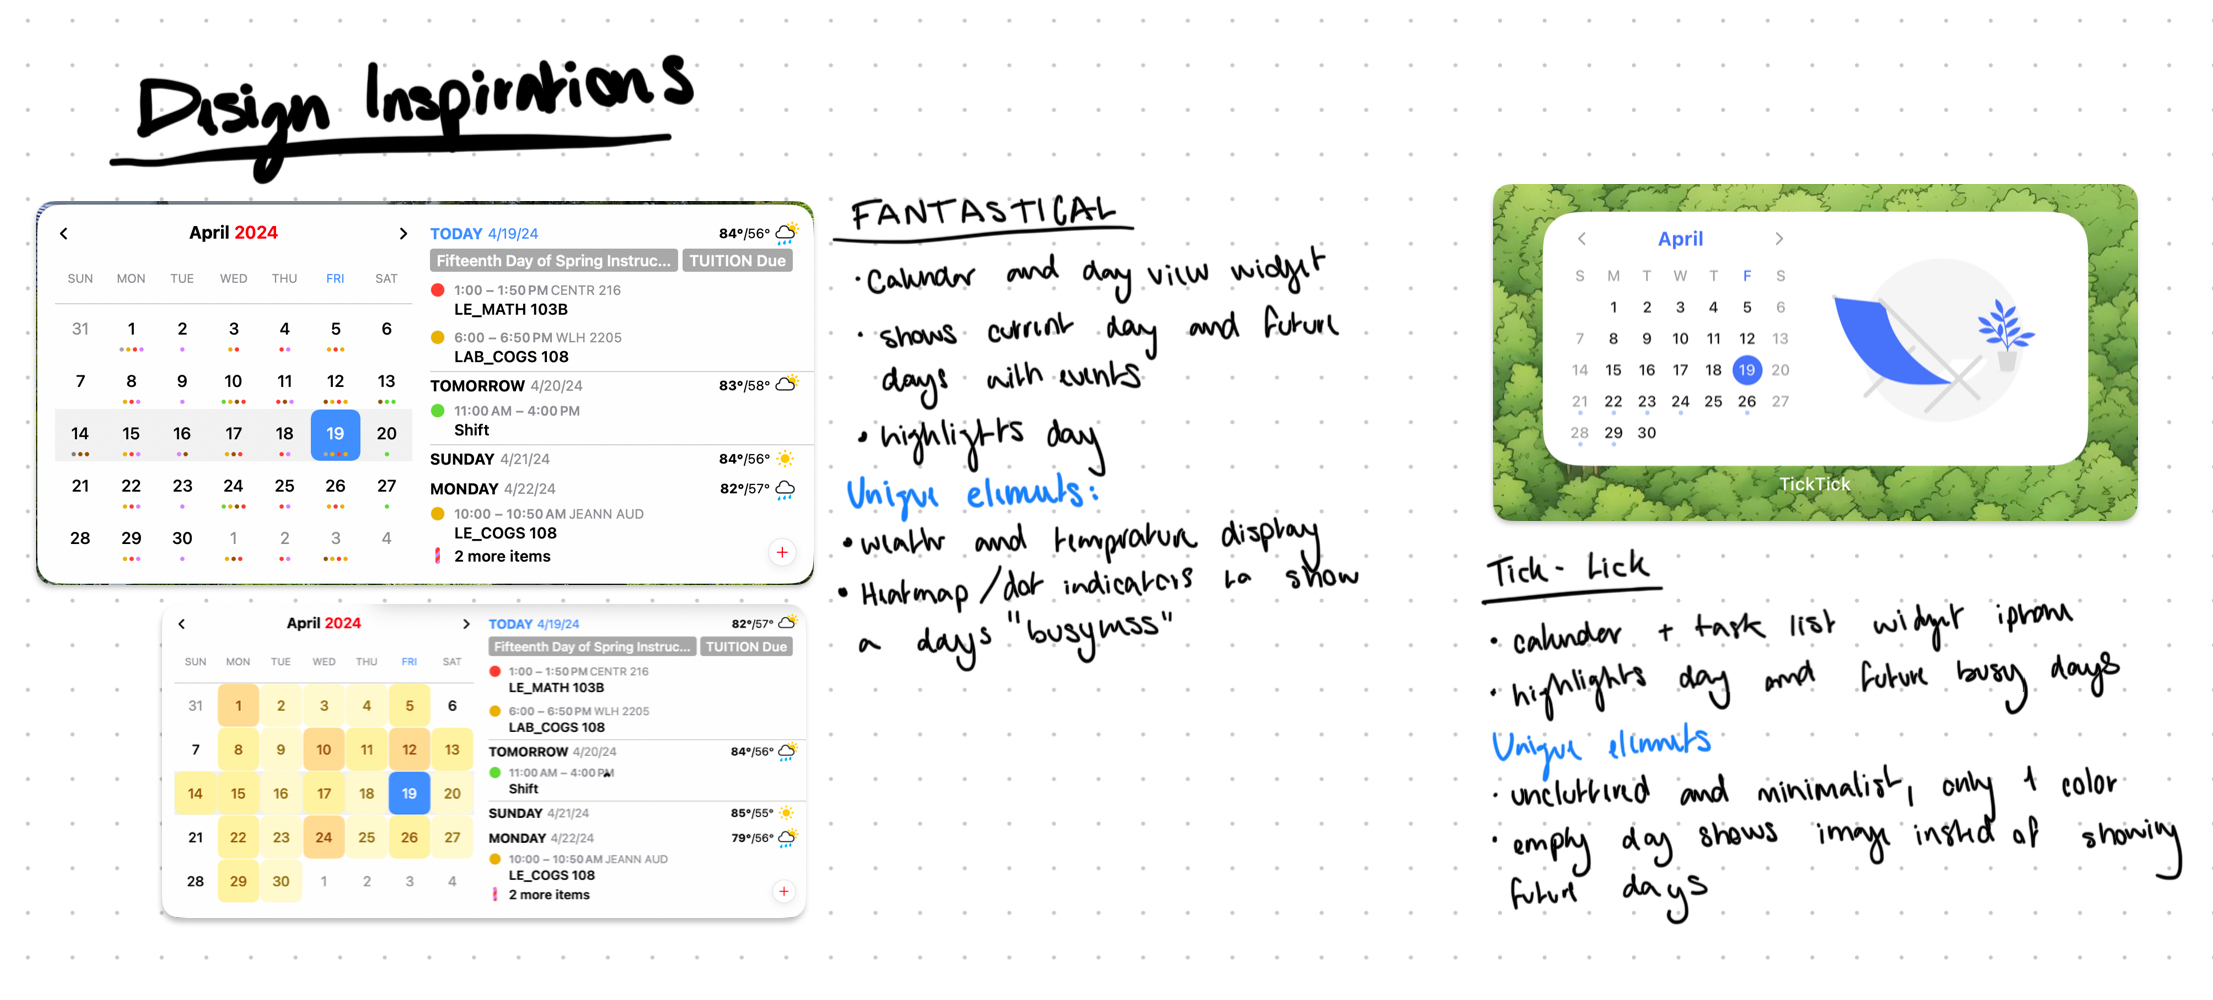 Design Inspirations
April 2024
SUN MON TUE WED THU FRI SAT
31 1 2 3 4 5 6
7 8 9 10 11 12 13
14 15 16 17 18 19 20
21 22 23 24 25 26 27
28 29 30 1 2 3 4
TODAY 4/19/24 84°/56°
Fifteenth Day of Spring Instruc... TUITION Due
1:00 – 1:50 PM CENTR 216
LE_MATH 103B
6:00 – 6:50 PM WLH 2205
LAB_COGS 108
TOMORROW 4/20/24 83°/58°
11:00 AM – 4:00 PM
Shift
SUNDAY 4/21/24 84°/56°
MONDAY 4/22/24 82°/57°
10:00 – 10:50 AM JEANN AUD
LE_COGS 108
2 more items
+
April 2024
SUN MON TUE WED THU FRI SAT
31 1 2 3 4 5 6
7 8 9 10 11 12 13
14 15 16 17 18 19 20
21 22 23 24 25 26 27
28 29 30 1 2 3 4
TODAY 4/19/24 82°/57°
Fifteenth Day of Spring Instruc... TUITION Due
1:00 – 1:50 PM CENTR 216
LE_MATH 103B
6:00 – 6:50 PM WLH 2205
LAB_COGS 108
TOMORROW 4/20/24 84°/56°
11:00 AM – 4:00 PM
Shift
SUNDAY 4/21/24 85°/55°
MONDAY 4/22/24 79°/56°
10:00 – 10:50 AM JEANN AUD
LE_COGS 108
2 more items
+
FANTASTICAL
• Calendar and day view widget
• shows current day and future
days with events
• highlights day
Unique elements:
• weather and temprature display
• Heatmap / dot indicators to show
a days "busyness"
April
S M T W T F S
1 2 3 4 5 6
7 8 9 10 11 12 13
14 15 16 17 18 19 20
21 22 23 24 25 26 27
28 29 30
TickTick
Tick-Tick
• calender + task list widget iphone
• highlights day and future busy days
Unique elements
• uncluttered and minimalist, only 1 color
• empty day shows image insted of showing
future days